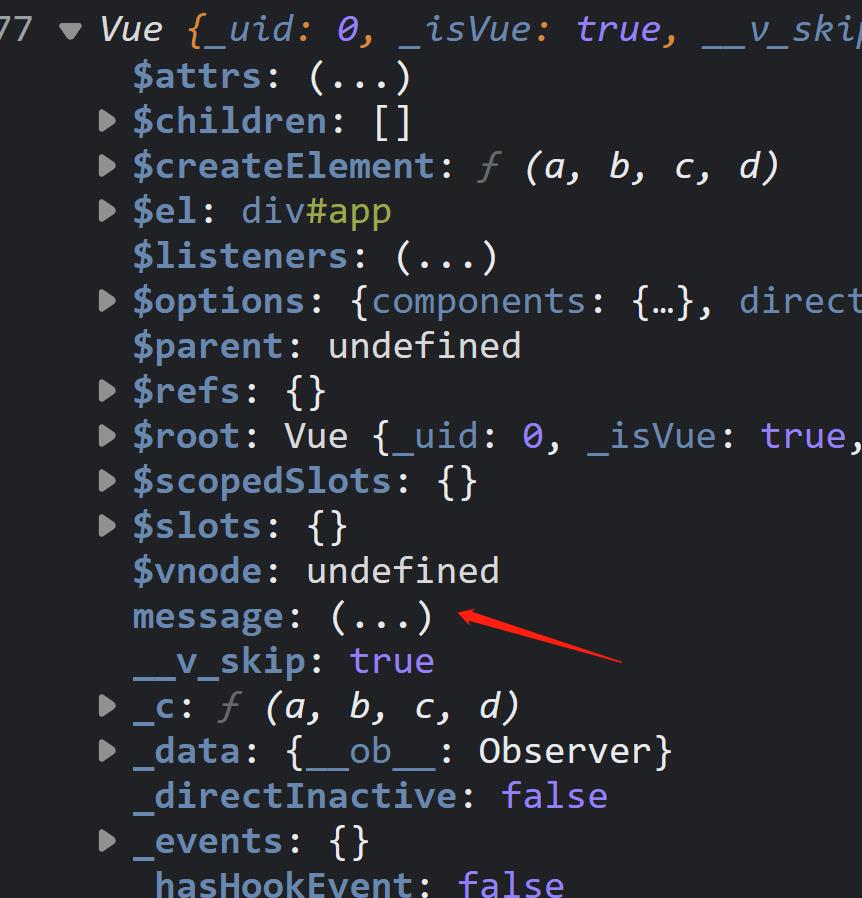 77 ▼ Vue {_uid: 0, _isVue: true, __v_skip
$attrs: (...)
▶ $children: []
▶ $createElement: ƒ (a, b, c, d)
▶ $el: div#app
$listeners: (...)
▶ $options: {components: {…}, direct
$parent: undefined
▶ $refs: {}
▶ $root: Vue {_uid: 0, _isVue: true,
▶ $scopedSlots: {}
▶ $slots: {}
$vnode: undefined
message: (...)
__v_skip: true
▶ _c: ƒ (a, b, c, d)
▶ _data: {__ob__: Observer}
_directInactive: false
▶ _events: {}
_hasHookEvent: false